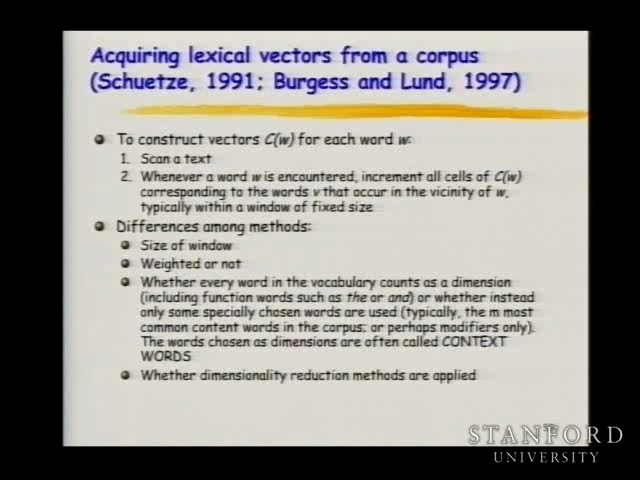 Acquiring lexical vectors from a corpus
(Schuetze, 1991; Burgess and Lund, 1997)
To construct vectors C(w) for each word w:
1. Scan a text
2. Whenever a word w is encountered, increment all cells of C(w)
corresponding to the words v that occur in the vicinity of w,
typically within a window of fixed size
Differences among methods:
Size of window
Weighted or not
Whether every word in the vocabulary counts as a dimension
(including function words such as the or and) or whether instead
only some specially chosen words are used (typically, the m most
common content words in the corpus; or perhaps modifiers only).
The words chosen as dimensions are often called CONTEXT
WORDS
Whether dimensionality reduction methods are applied
STANFORD
UNIVERSITY